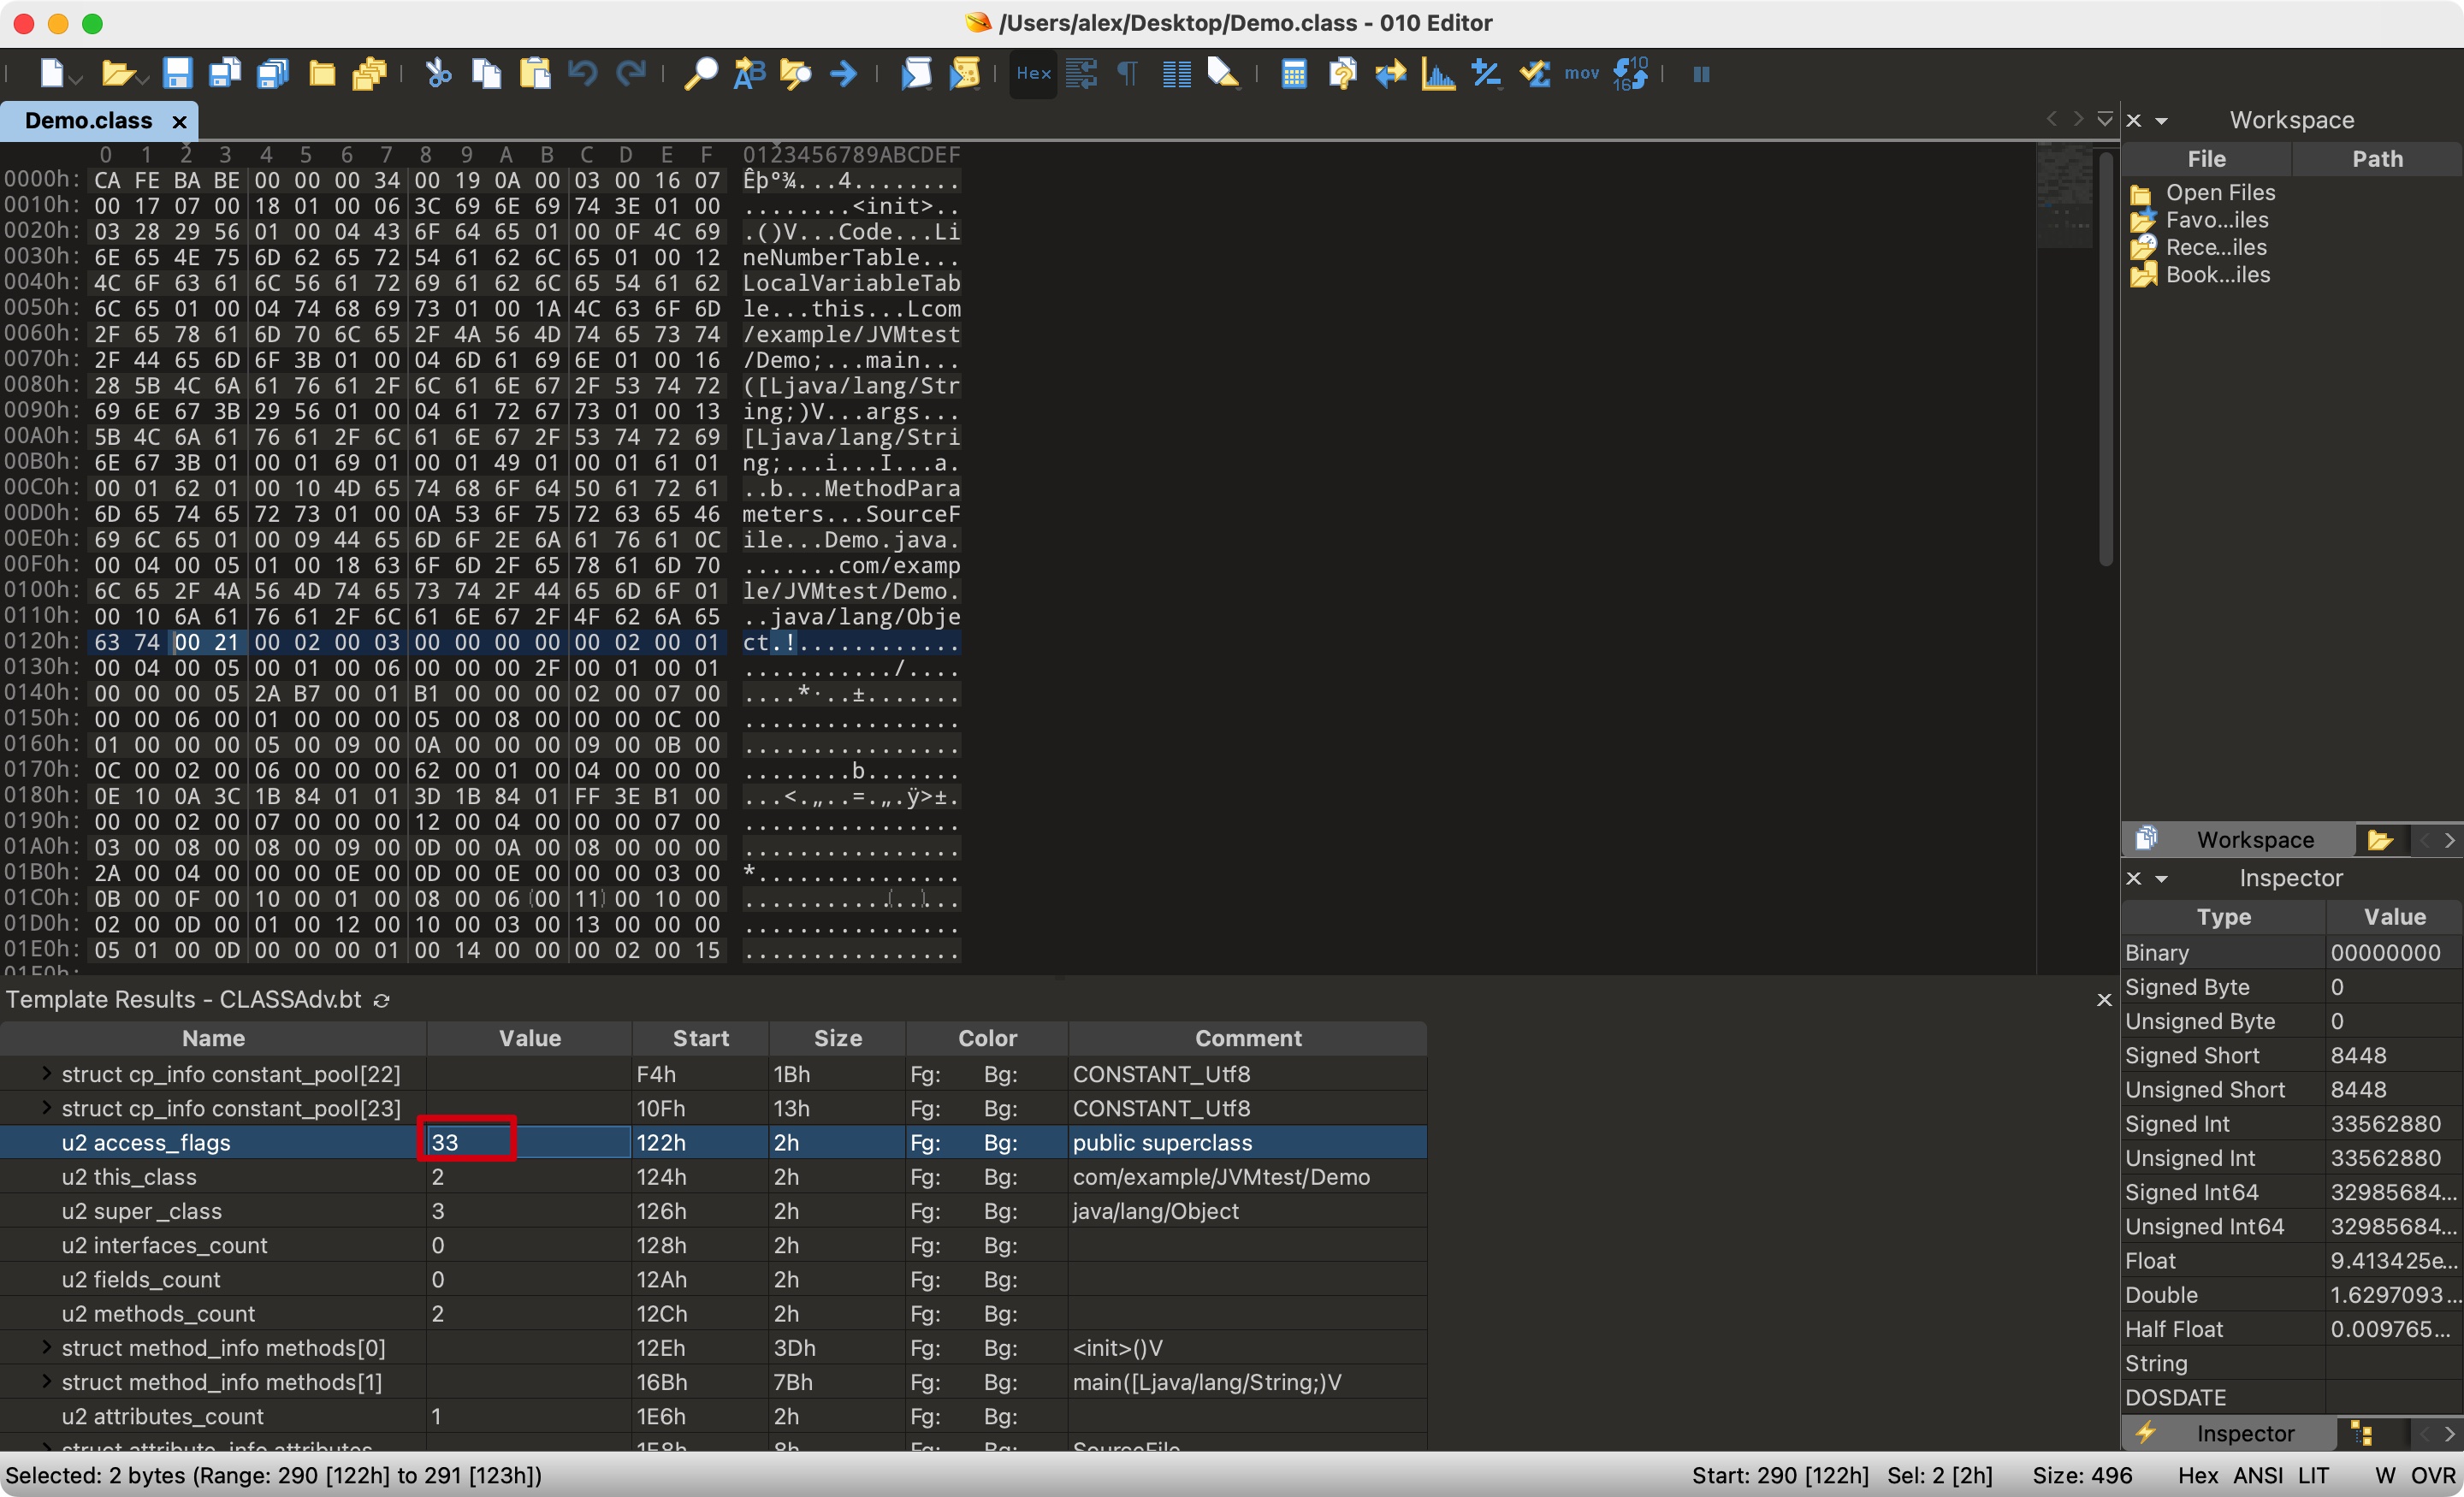 /Users/alex/Desktop/Demo.class - 010 Editor
Hex
mov
Demo.class
Workspace
0 1 2 3 4 5 6 7 8 9 A B C D E F 0123456789ABCDEF
0000h: CA FE BA BE 00 00 00 34 00 19 0A 00 03 00 16 07 Êþº¾...4........
0010h: 00 17 07 00 18 01 00 06 3C 69 6E 69 74 3E 01 00 ........<init>..
0020h: 03 28 29 56 01 00 04 43 6F 64 65 01 00 0F 4C 69 .()V...Code...Li
0030h: 6E 65 4E 75 6D 62 65 72 54 61 62 6C 65 01 00 12 neNumberTable...
0040h: 4C 6F 63 61 6C 56 61 72 69 61 62 6C 65 54 61 62 LocalVariableTab
0050h: 6C 65 01 00 04 74 68 69 73 01 00 1A 4C 63 6F 6D le...this...Lcom
0060h: 2F 65 78 61 6D 70 6C 65 2F 4A 56 4D 74 65 73 74 /example/JVMtest
0070h: 2F 44 65 6D 6F 3B 01 00 04 6D 61 69 6E 01 00 16 /Demo;...main...
0080h: 28 5B 4C 6A 61 76 61 2F 6C 61 6E 67 2F 53 74 72 ([Ljava/lang/Str
0090h: 69 6E 67 3B 29 56 01 00 04 61 72 67 73 01 00 13 ing;)V...args...
00A0h: 5B 4C 6A 61 76 61 2F 6C 61 6E 67 2F 53 74 72 69 [Ljava/lang/Stri
00B0h: 6E 67 3B 01 00 01 69 01 00 01 49 01 00 01 61 01 ng;...i...I...a.
00C0h: 00 01 62 01 00 10 4D 65 74 68 6F 64 50 61 72 61 ..b...MethodPara
00D0h: 6D 65 74 65 72 73 01 00 0A 53 6F 75 72 63 65 46 meters...SourceF
00E0h: 69 6C 65 01 00 09 44 65 6D 6F 2E 6A 61 76 61 0C ile...Demo.java.
00F0h: 00 04 00 05 01 00 18 63 6F 6D 2F 65 78 61 6D 70 .......com/examp
0100h: 6C 65 2F 4A 56 4D 74 65 73 74 2F 44 65 6D 6F 01 le/JVMtest/Demo.
0110h: 00 10 6A 61 76 61 2F 6C 61 6E 67 2F 4F 62 6A 65 ..java/lang/Obje
0120h: 63 74 00 21 00 02 00 03 00 00 00 00 00 02 00 01 ct.!............
0130h: 00 04 00 05 00 01 00 06 00 00 00 2F 00 01 00 01 .........../....
0140h: 00 00 00 05 2A B7 00 01 B1 00 00 00 02 00 07 00 ....*·..±.......
0150h: 00 00 06 00 01 00 00 00 05 00 08 00 00 00 0C 00 ................
0160h: 01 00 00 00 05 00 09 00 0A 00 00 00 09 00 0B 00 ................
0170h: 0C 00 02 00 06 00 00 00 62 00 01 00 04 00 00 00 ........b.......
0180h: 0E 10 0A 3C 1B 84 01 01 3D 1B 84 01 FF 3E B1 00 ...<.„..=.„.ÿ>±.
0190h: 00 00 02 00 07 00 00 00 12 00 04 00 00 00 07 00 ................
01A0h: 03 00 08 00 08 00 09 00 0D 00 0A 00 08 00 00 00 ................
01B0h: 2A 00 04 00 00 00 0E 00 0D 00 0E 00 00 00 03 00 *...............
01C0h: 0B 00 0F 00 10 00 01 00 08 00 06 00 11 00 10 00 ................
01D0h: 02 00 0D 00 01 00 12 00 10 00 03 00 13 00 00 00 ................
01E0h: 05 01 00 0D 00 00 00 01 00 14 00 00 00 02 00 15 ................
01F0h:
File Path
Open Files
Favo...iles
Rece...iles
Book...iles
Workspace
Inspector
Type Value
Binary 00000000
Signed Byte 0
Unsigned Byte 0
Signed Short 8448
Unsigned Short 8448
Signed Int 33562880
Unsigned Int 33562880
Signed Int64 32985684...
Unsigned Int64 32985684...
Float 9.413425e...
Double 1.6297093...
Half Float 0.009765...
String
DOSDATE
Inspector
Template Results - CLASSAdv.bt
Name Value Start Size Color Comment
struct cp_info constant_pool[22] F4h 1Bh Fg: Bg: CONSTANT_Utf8
struct cp_info constant_pool[23] 10Fh 13h Fg: Bg: CONSTANT_Utf8
u2 access_flags 33 122h 2h Fg: Bg: public superclass
u2 this_class 2 124h 2h Fg: Bg: com/example/JVMtest/Demo
u2 super_class 3 126h 2h Fg: Bg: java/lang/Object
u2 interfaces_count 0 128h 2h Fg: Bg:
u2 fields_count 0 12Ah 2h Fg: Bg:
u2 methods_count 2 12Ch 2h Fg: Bg:
struct method_info methods[0] 12Eh 3Dh Fg: Bg: <init>()V
struct method_info methods[1] 16Bh 7Bh Fg: Bg: main([Ljava/lang/String;)V
u2 attributes_count 1 1E6h 2h Fg: Bg:
struct attribute_info attributes 1E8h 8h Fg: Bg: SourceFile
Selected: 2 bytes (Range: 290 [122h] to 291 [123h])
Start: 290 [122h] Sel: 2 [2h] Size: 496 Hex ANSI LIT W OVR